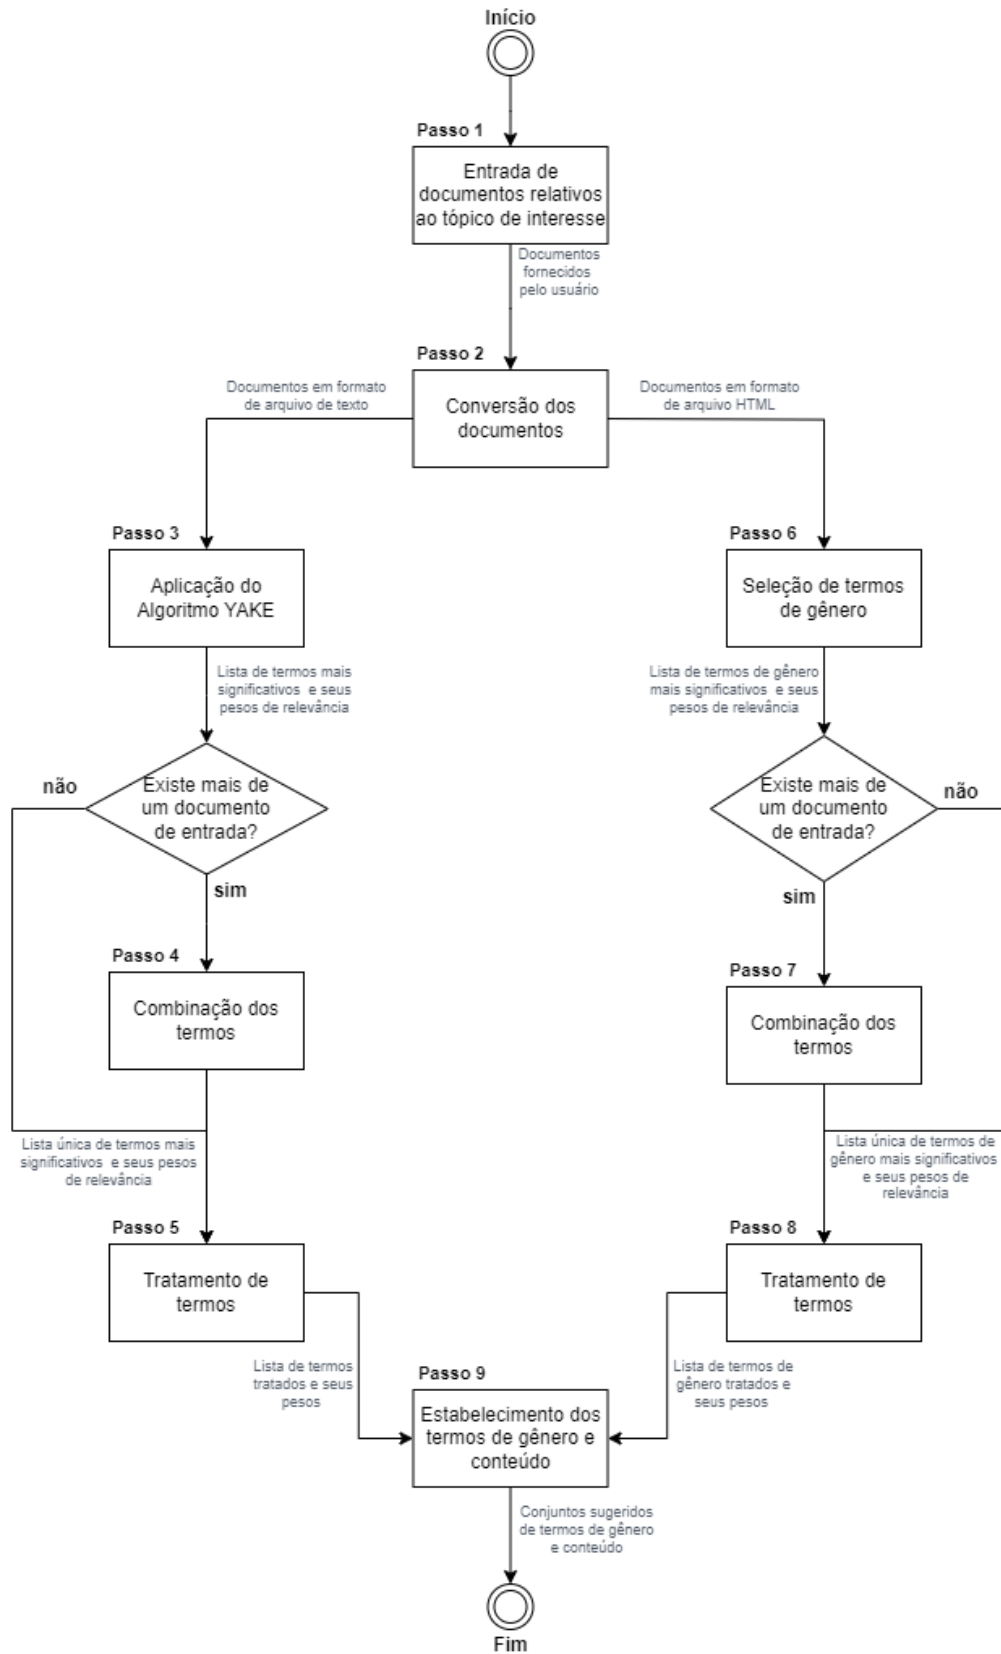 Início
Passo 1
Entrada de
documentos relativos
ao tópico de interesse
Documentos
fornecidos
pelo usuário
Passo 2
Conversão dos
documentos
Documentos em formato
de arquivo de texto
Documentos em formato
de arquivo HTML
Passo 3
Aplicação do
Algoritmo YAKE
Lista de termos mais
significativos e seus
pesos de relevância
Existe mais de
um documento
de entrada?
não
sim
Passo 4
Combinação dos
termos
Lista única de termos mais
significativos e seus pesos
de relevância
Passo 5
Tratamento de
termos
Lista de termos
tratados e seus
pesos
Passo 6
Seleção de termos
de gênero
Lista de termos de gênero
mais significativos e seus
pesos de relevância
Existe mais de
um documento
de entrada?
não
sim
Passo 7
Combinação dos
termos
Lista única de termos de
gênero mais significativos
e seus pesos de
relevância
Passo 8
Tratamento de
termos
Lista de termos de
gênero tratados e
seus pesos
Passo 9
Estabelecimento dos
termos de gênero e
conteúdo
Conjuntos sugeridos
de termos de gênero
e conteúdo
Fim